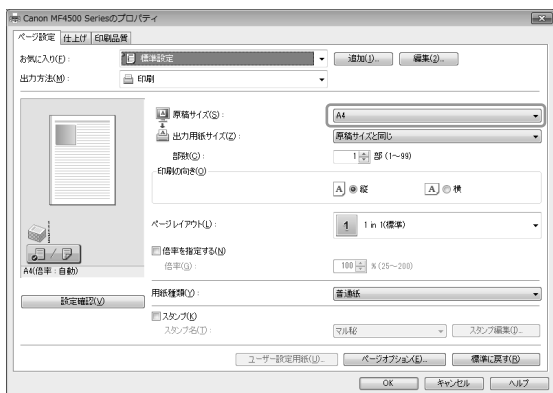 Canon MF4500 Seriesのプロパティ
ページ設定 仕上げ 印刷品質
お気に入り(F): 標準設定 追加(1)... 編集(2)...
出力方法(M): 印刷
原稿サイズ(S): A4
出力用紙サイズ(Z): 原稿サイズと同じ
部数(C): 1 部 (1～99)
印刷の向き(O)
A 縦 A 横
ページレイアウト(L): 1 1 in 1(標準)
倍率を指定する(N)
倍率(G): 100 % (25～200)
A4(倍率:自動)
設定確認(V)
用紙種類(Y): 普通紙
スタンプ(K)
スタンプ名(T): マル秘 スタンプ編集(I)...
ユーザー設定用紙(U)... ページオプション(E)... 標準に戻す(R)
OK キャンセル ヘルプ